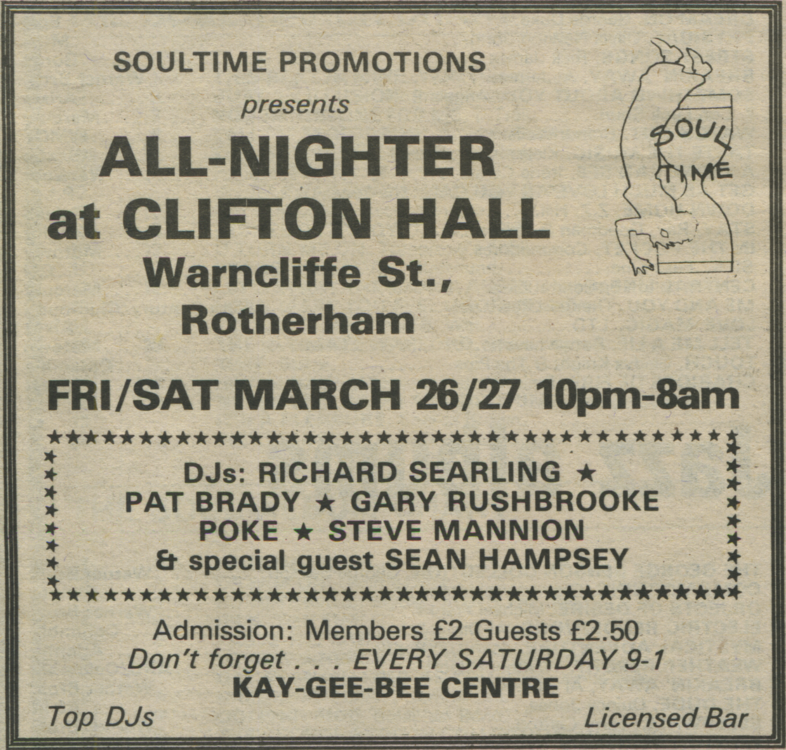 SOULTIME PROMOTIONS
presents
ALL-NIGHTER
at CLIFTON HALL
Warncliffe St.,
Rotherham
SOUL
TIME
FRI/SAT MARCH 26/27 10pm-8am
DJs: RICHARD SEARLING ★
PAT BRADY ★ GARY RUSHBROOKE
POKE ★ STEVE MANNION
& special guest SEAN HAMPSEY
Admission: Members £2 Guests £2.50
Don't forget . . . EVERY SATURDAY 9-1
KAY-GEE-BEE CENTRE
Top DJs
Licensed Bar